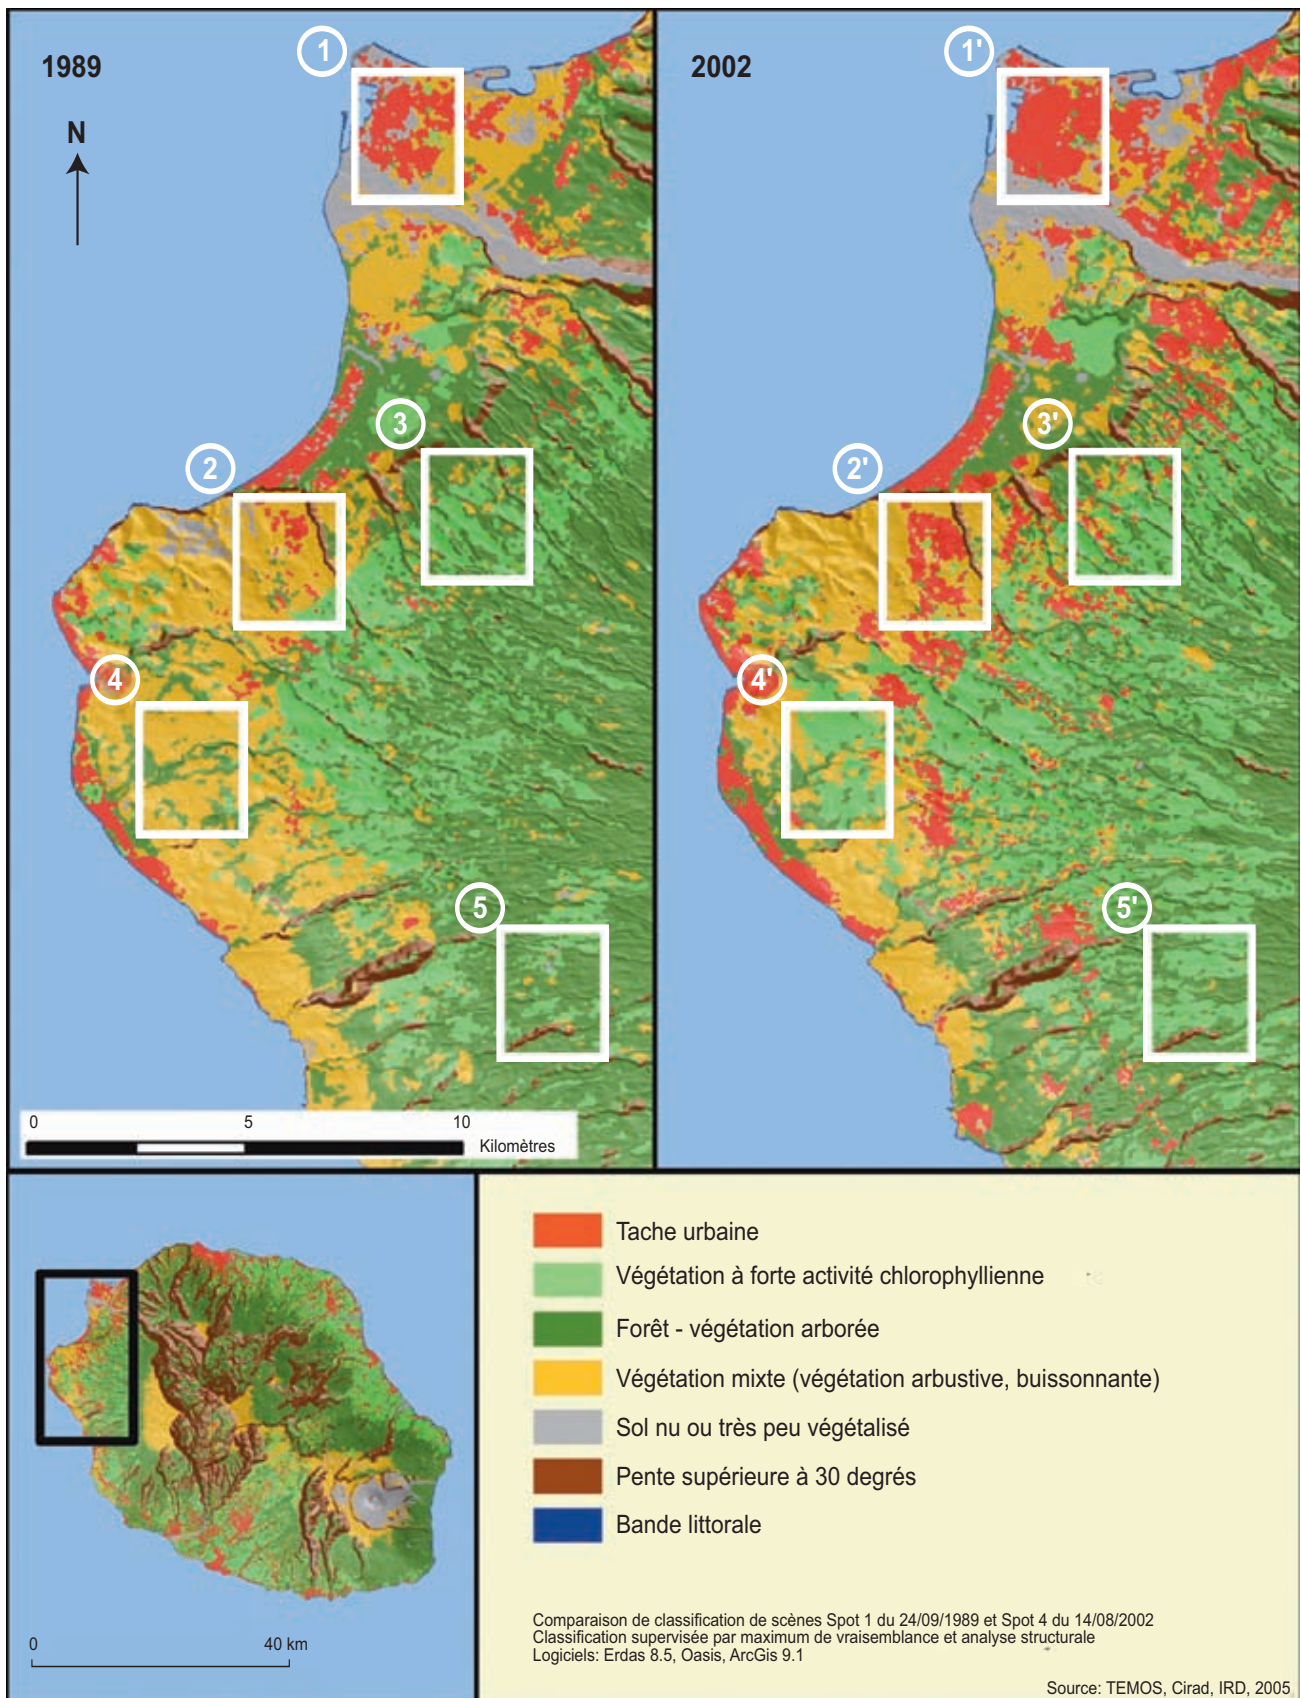 1989
N
1
2
3
4
5
0 5 10
Kilomètres
2002
1'
2'
3'
4'
5'
0 40 km
Tache urbaine
Végétation à forte activité chlorophyllienne
Forêt - végétation arborée
Végétation mixte (végétation arbustive, buissonnante)
Sol nu ou très peu végétalisé
Pente supérieure à 30 degrés
Bande littorale
Comparaison de classification de scènes Spot 1 du 24/09/1989 et Spot 4 du 14/08/2002
Classification supervisée par maximum de vraisemblance et analyse structurale
Logiciels: Erdas 8.5, Oasis, ArcGis 9.1
Source: TEMOS, Cirad, IRD, 2005